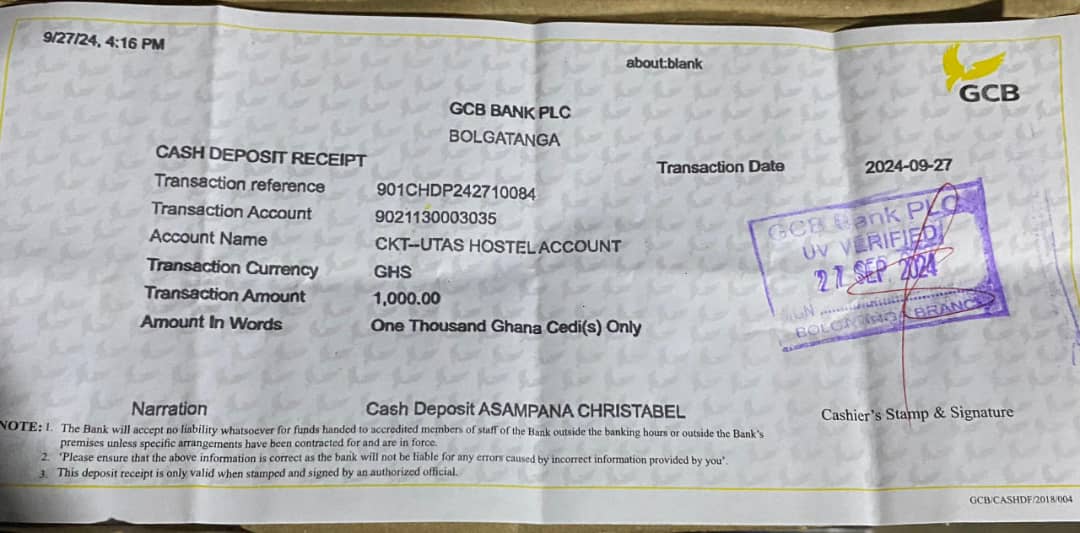 9/27/24, 4:16 PM
about:blank
GCB
GCB BANK PLC
BOLGATANGA
CASH DEPOSIT RECEIPT
Transaction Date 2024-09-27
Transaction reference 901CHDP242710084
Transaction Account 9021130003035
Account Name CKT--UTAS HOSTEL ACCOUNT
Transaction Currency GHS
Transaction Amount 1,000.00
Amount In Words One Thousand Ghana Cedi(s) Only
GCB Bank PLC
UV VERIFIED
27 SEP 2024
BRANCH
Narration Cash Deposit ASAMPANA CHRISTABEL
Cashier's Stamp & Signature
NOTE: 1. The Bank will accept no liability whatsoever for funds handed to accredited members of staff of the Bank outside the banking hours or outside the Bank's
premises unless specific arrangements have been contracted for and are in force.
2. 'Please ensure that the above information is correct as the bank will not be liable for any errors caused by incorrect information provided by you'.
3. This deposit receipt is only valid when stamped and signed by an authorized official.
GCB/CASHDF/2018/004